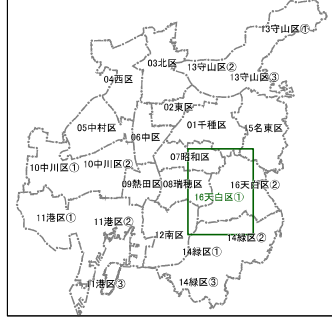 13守山区①
03北区
13守山区②
04西区
13守山区③
02東区
05中村区
01千種区
06中区
15名東区
07昭和区
10中川区①
10中川区②
09熱田区
08瑞穂区
16天白区②
16天白区①
11港区①
11港区②
12南区
14緑区②
14緑区①
11港区③
14緑区③